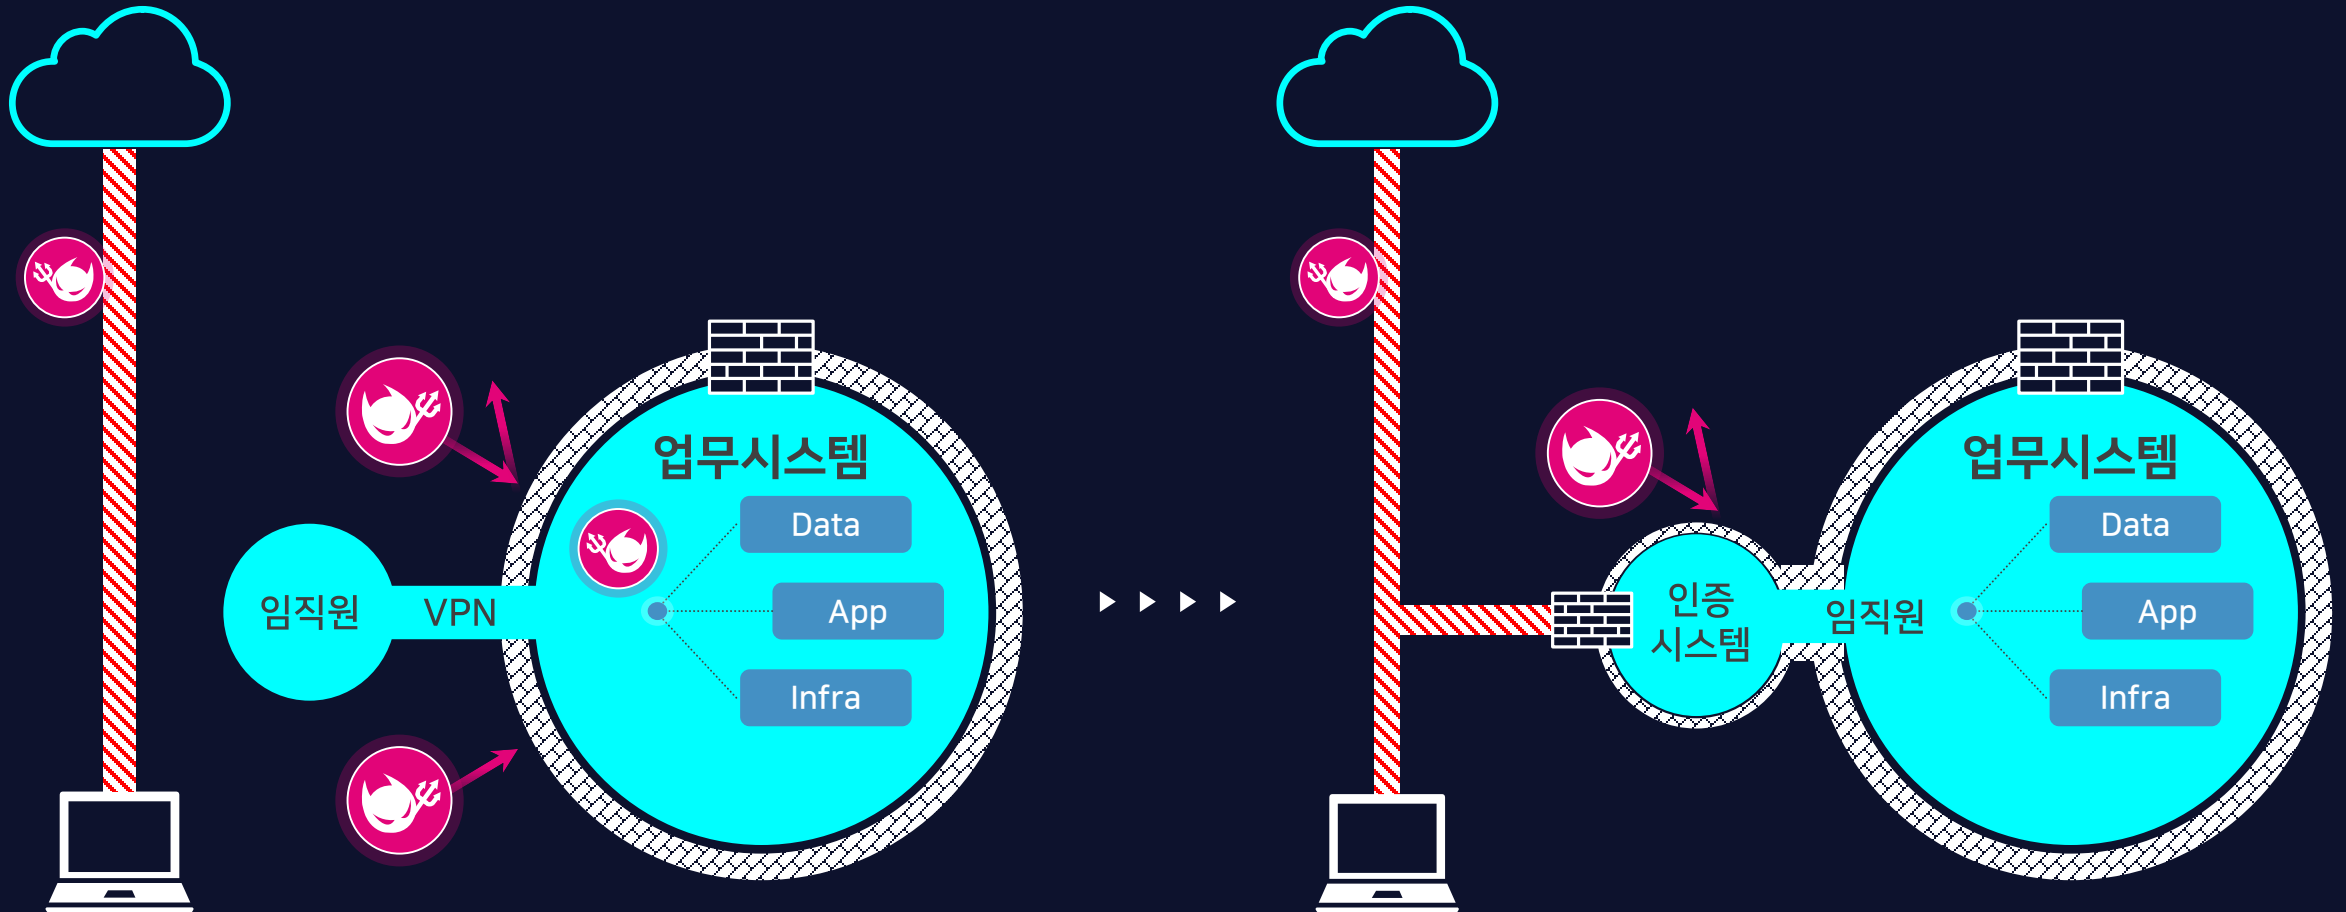 업무시스템
Data
임직원
VPN
App
Infra
업무시스템
Data
인증
시스템
임직원
App
Infra